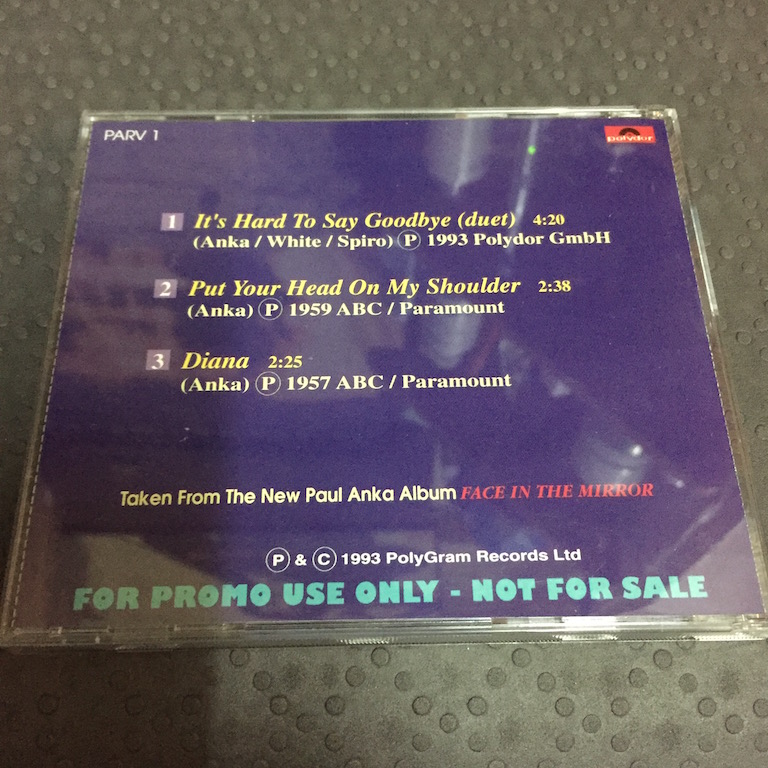 PARV 1
polydor
1 It's Hard To Say Goodbye (duet) 4:20
(Anka / White / Spiro) Ⓟ 1993 Polydor GmbH
2 Put Your Head On My Shoulder 2:38
(Anka) Ⓟ 1959 ABC / Paramount
3 Diana 2:25
(Anka) Ⓟ 1957 ABC / Paramount
Taken From The New Paul Anka Album FACE IN THE MIRROR
Ⓟ & Ⓒ 1993 PolyGram Records Ltd
FOR PROMO USE ONLY - NOT FOR SALE